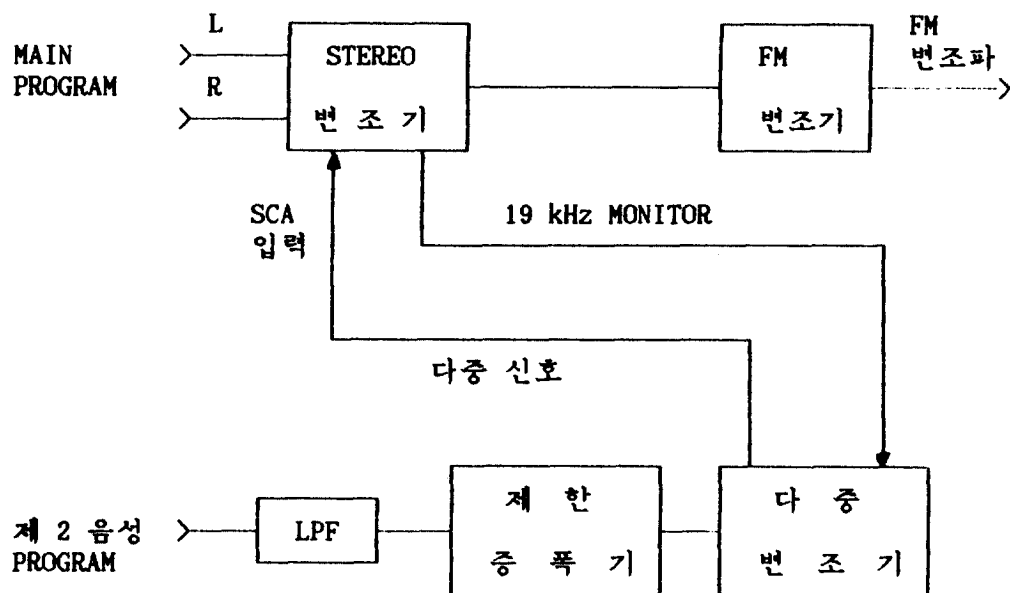 L
MAIN
PROGRAM
R
STEREO
변 조 기
FM
변조기
FM
변조파
SCA
입력
19 kHz MONITOR
다중 신호
제 2 음성
PROGRAM
LPF
제 한
증 폭 기
다 중
변 조 기